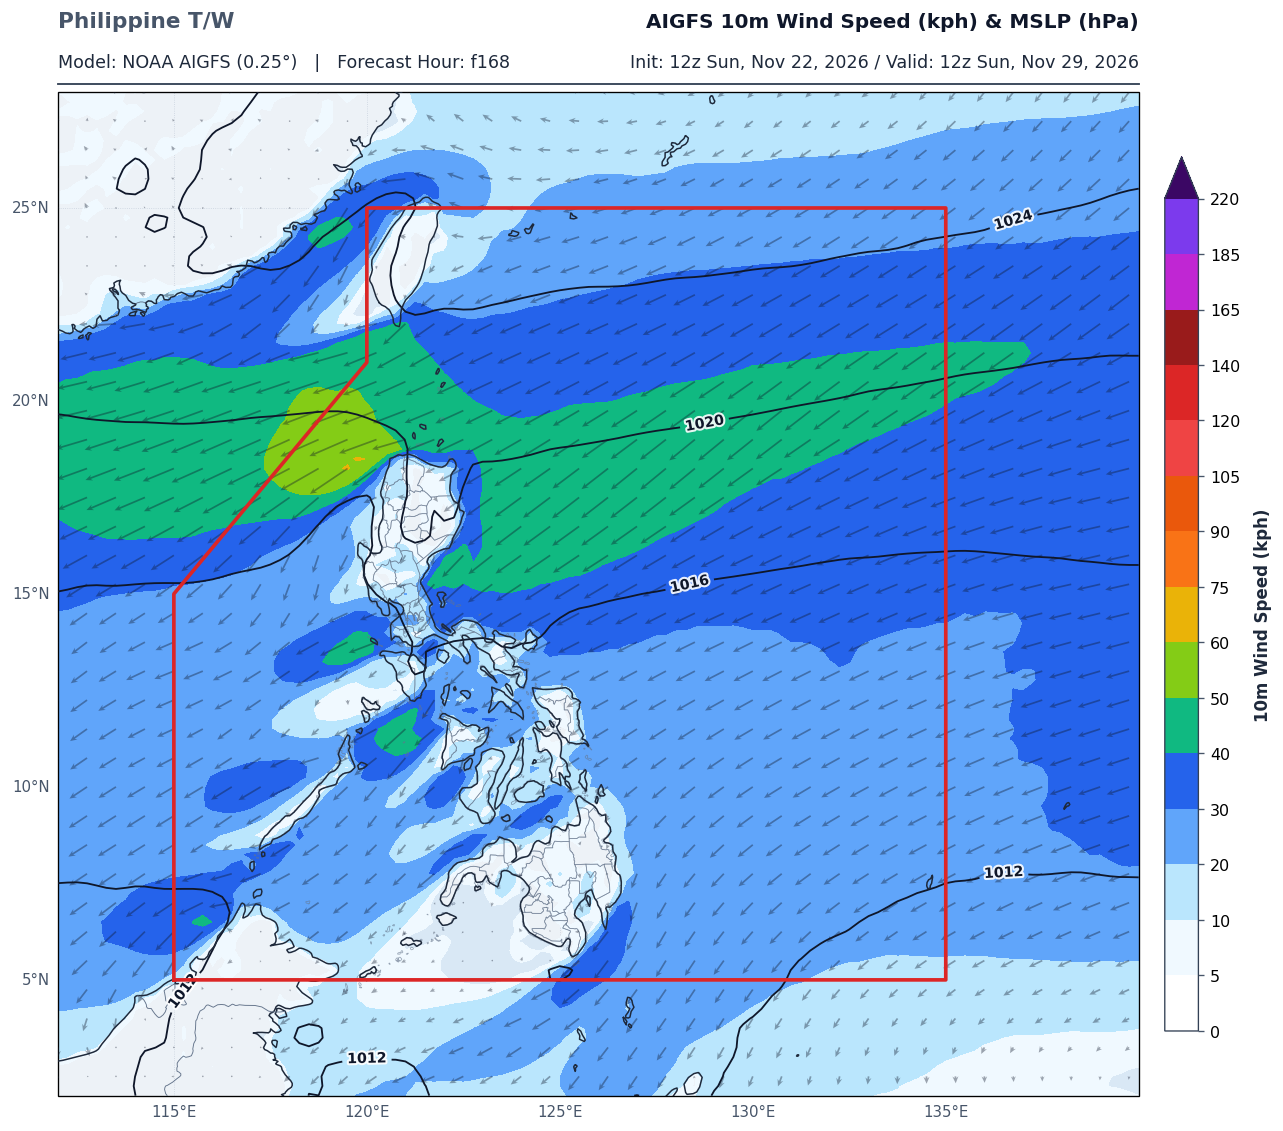 Philippine T/W
AIGFS 10m Wind Speed (kph) & MSLP (hPa)
Model: NOAA AIGFS (0.25°)   |   Forecast Hour: f168
Init: 12z Sun, Nov 22, 2026 / Valid: 12z Sun, Nov 29, 2026
25°N
20°N
15°N
10°N
5°N
115°E
120°E
125°E
130°E
135°E
1024
1020
1016
1012
1012
1012
220
185
165
140
120
105
90
75
60
50
40
30
20
10
5
0
10m Wind Speed (kph)